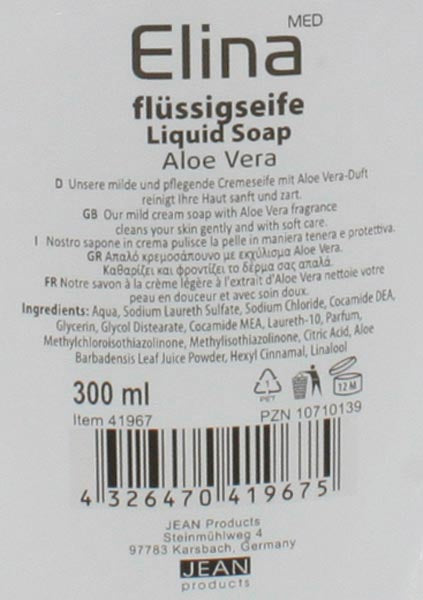 Elina MED
flüssigseife
Liquid Soap
Aloe Vera
D Unsere milde und pflegende Cremeseife mit Aloe Vera-Duft
reinigt Ihre Haut sanft und zart.
GB Our mild cream soap with Aloe Vera fragrance
cleans your skin gently and with soft care.
I Nostro sapone in crema pulisce la pelle in maniera tenera e protettiva.
GR Απαλό κρεμοσάπουνο με εκχύλισμα Aloe Vera.
Καθαρίζει και φροντίζει το δέρμα σας απαλά.
FR Notre savon à la crème légère à l'extrait d'Aloe Vera nettoie votre
peau en douceur et avec soin doux.
Ingredients: Aqua, Sodium Laureth Sulfate, Sodium Chloride, Cocamide DEA,
Glycerin, Glycol Distearate, Cocamide MEA, Laureth-10, Parfum,
Methylchloroisothiazolinone, Methylisothiazolinone, Citric Acid, Aloe
Barbadensis Leaf Juice Powder, Hexyl Cinnamal, Linalool
300 ml
1
PET
12 M
Item 41967
PZN 10710139
4 326470 419675
JEAN Products
Steinmühlweg 4
97783 Karsbach, Germany
JEAN
products